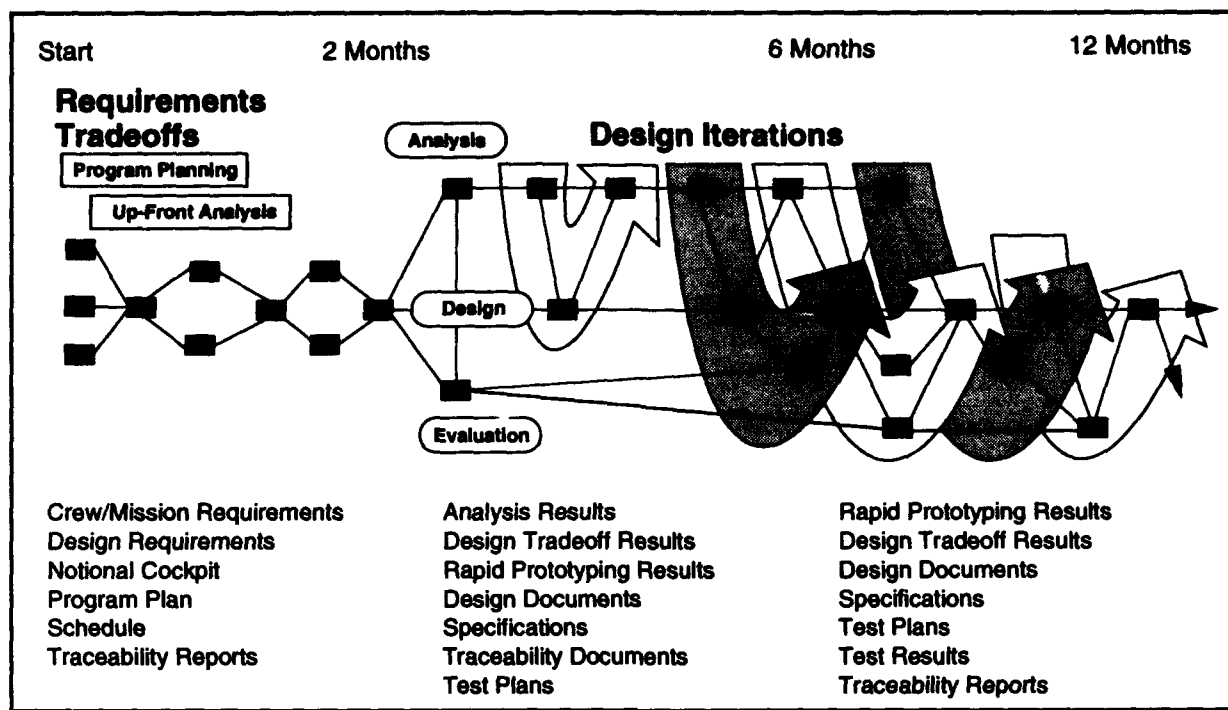 Start
2 Months
6 Months
12 Months
Requirements
Tradeoffs
Program Planning
Up-Front Analysis
Analysis
Design Iterations
Design
Evaluation
Crew/Mission Requirements
Design Requirements
Notional Cockpit
Program Plan
Schedule
Traceability Reports
Analysis Results
Design Tradeoff Results
Rapid Prototyping Results
Design Documents
Specifications
Traceability Documents
Test Plans
Rapid Prototyping Results
Design Tradeoff Results
Design Documents
Specifications
Test Plans
Test Results
Traceability Reports